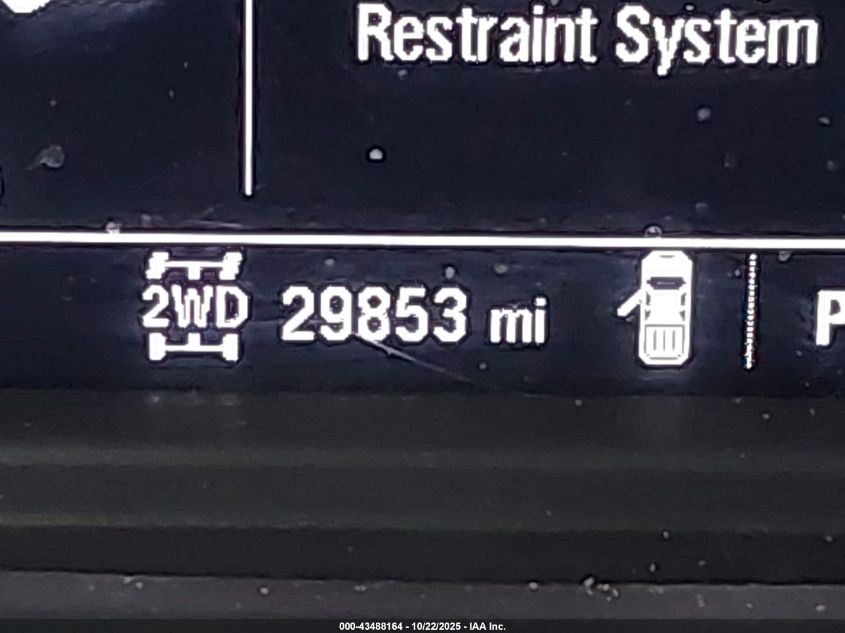 Restraint System
2WD 29853 mi P
000-43488164 - 10/22/2025 - IAA Inc.